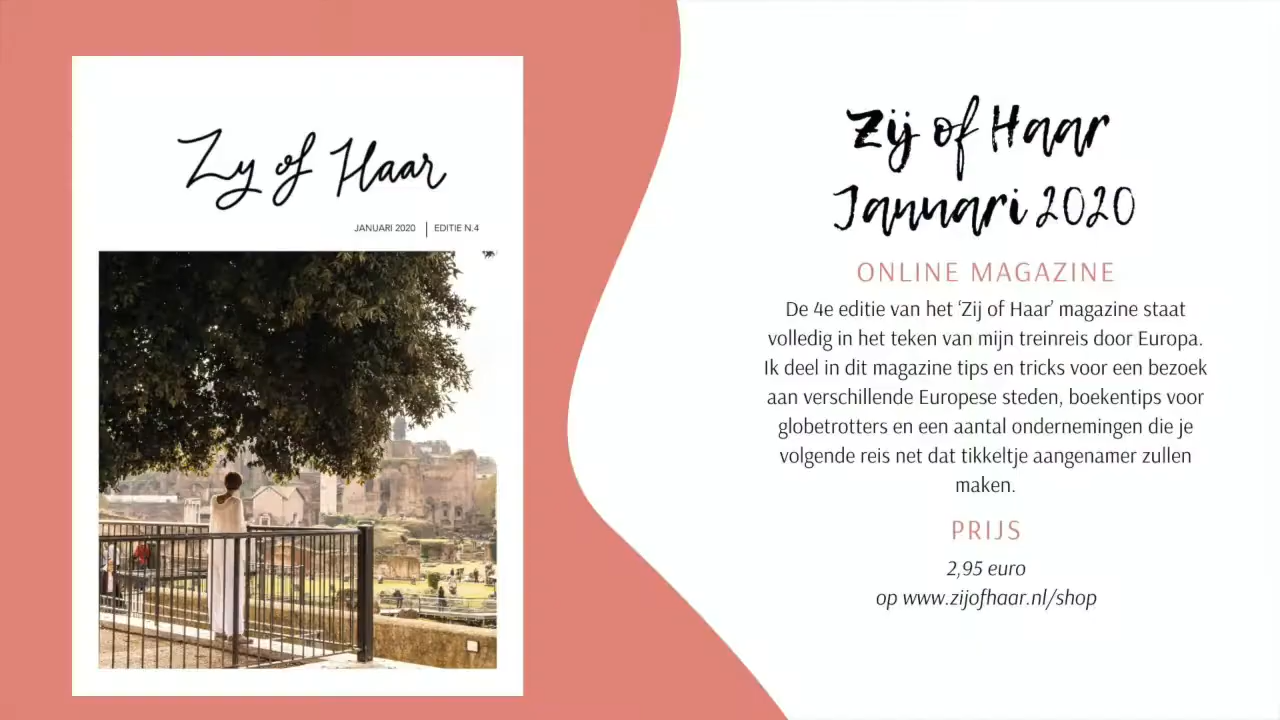 Zy of Haar
JANUARI 2020 | EDITIE N.4
Zij of Haar
Januari 2020
ONLINE MAGAZINE
De 4e editie van het ‘Zij of Haar’ magazine staat
volledig in het teken van mijn treinreis door Europa.
Ik deel in dit magazine tips en tricks voor een bezoek
aan verschillende Europese steden, boekentips voor
globetrotters en een aantal ondernemingen die je
volgende reis net dat tikkeltje aangenamer zullen
maken.
PRIJS
2,95 euro
op www.zijofhaar.nl/shop